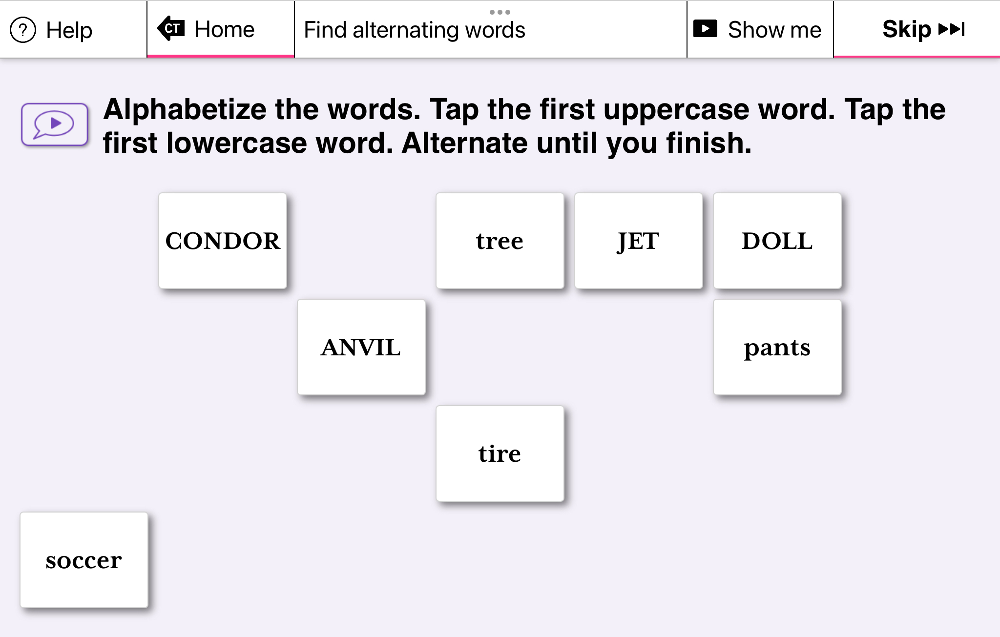 ? Help
CT Home
Find alternating words
Show me
Skip
Alphabetize the words. Tap the first uppercase word. Tap the
first lowercase word. Alternate until you finish.
CONDOR
tree
JET
DOLL
ANVIL
pants
tire
soccer